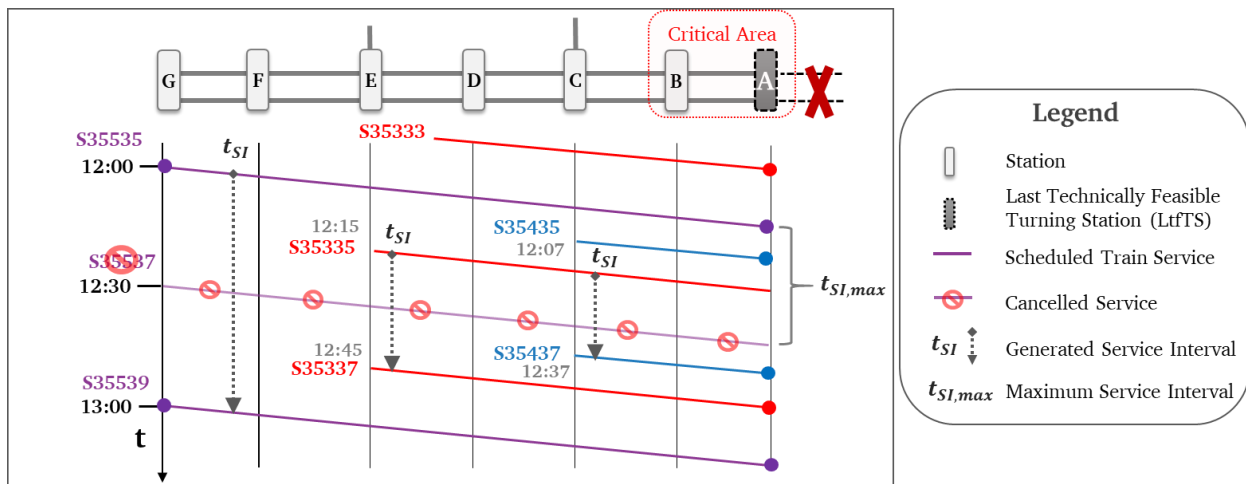 Critical Area
G
F
E
D
C
B
A
S35535
12:00
t_SI
S35333
12:15
S35335
t_SI
S35435
12:07
t_SI
t_SI,max
S35537
12:30
12:45
S35337
S35437
12:37
S35539
13:00
t
Legend
Station
Last Technically Feasible
Turning Station (LtfTS)
Scheduled Train Service
Cancelled Service
t_SI Generated Service Interval
t_SI,max Maximum Service Interval